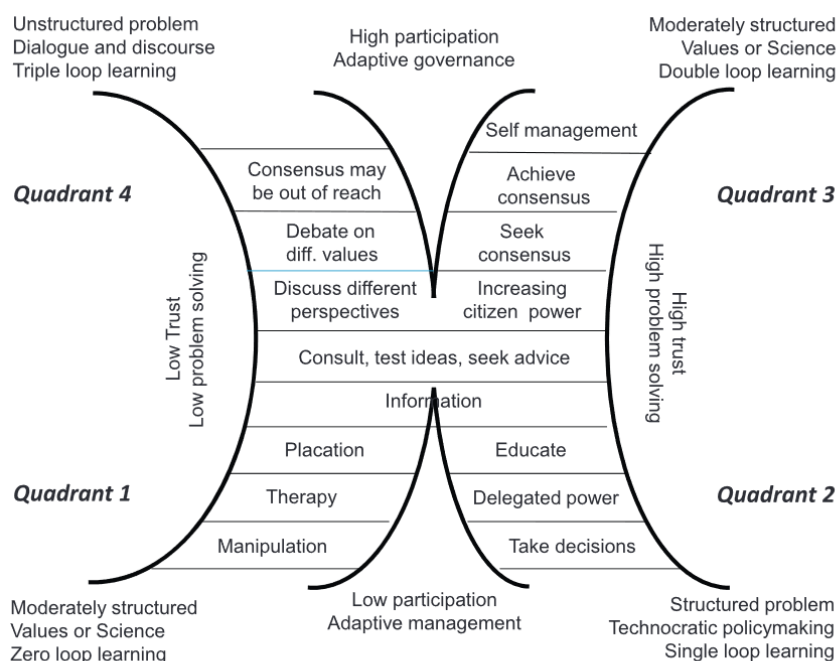 Unstructured problem
Dialogue and discourse
Triple loop learning
High participation
Adaptive governance
Moderately structured
Values or Science
Double loop learning
Quadrant 4
Quadrant 3
Self management
Consensus may
be out of reach
Achieve
consensus
Debate on
diff. values
Seek
consensus
Discuss different
perspectives
Increasing
citizen power
Low Trust
Low problem solving
High trust
High problem solving
Consult, test ideas, seek advice
Information
Placation
Educate
Therapy
Delegated power
Manipulation
Take decisions
Quadrant 1
Quadrant 2
Moderately structured
Values or Science
Zero loop learning
Low participation
Adaptive management
Structured problem
Technocratic policymaking
Single loop learning